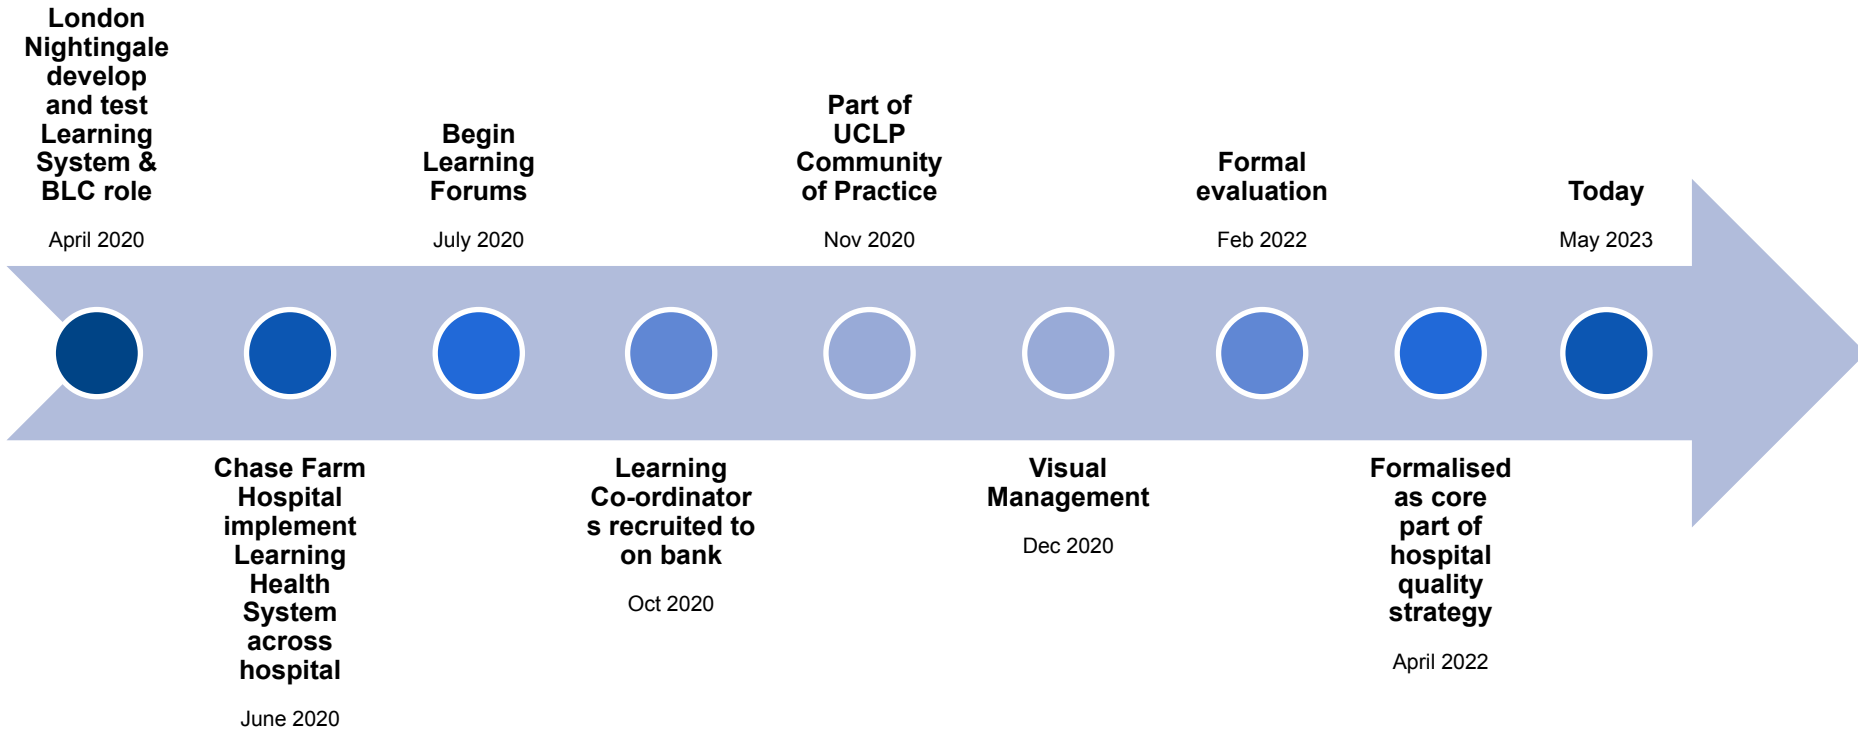 London
Nightingale
develop
and test
Learning
System &
BLC role
April 2020
Chase Farm
Hospital
implement
Learning
Health
System
across
hospital
June 2020
Begin
Learning
Forums
July 2020
Learning
Co-ordinator
s recruited to
on bank
Oct 2020
Part of
UCLP
Community
of Practice
Nov 2020
Visual
Management
Dec 2020
Formal
evaluation
Feb 2022
Formalised
as core
part of
hospital
quality
strategy
April 2022
Today
May 2023